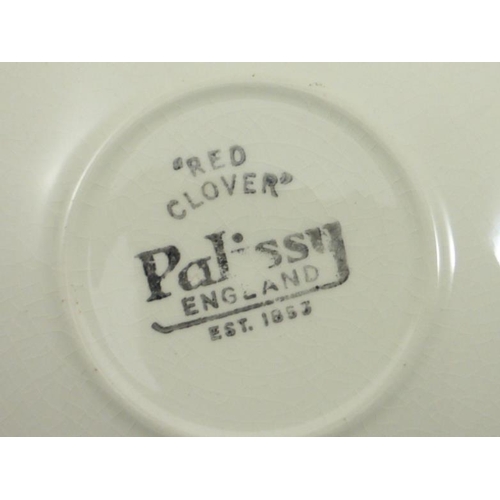 "RED
CLOVER"
Palissy
ENGLAND
EST. 1853